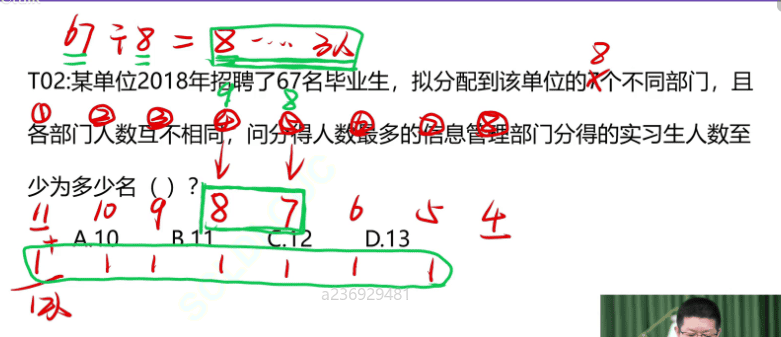 67÷8=8……3人
8
T02:某单位2018年招聘了67名毕业生，拟分配到该单位的7个不同部门，且
9 8
① ② ③ ④ ⑤ ⑥ ⑦ ⑧
各部门人数互不相同，问分得人数最多的信息管理部门分得的实习生人数至
少为多少名（ ）？
11 10 9 8 7 6 5 4
A.10 B.11 C.12 D.13
+
1 1 1 1 1 1 1
12人
a236929481